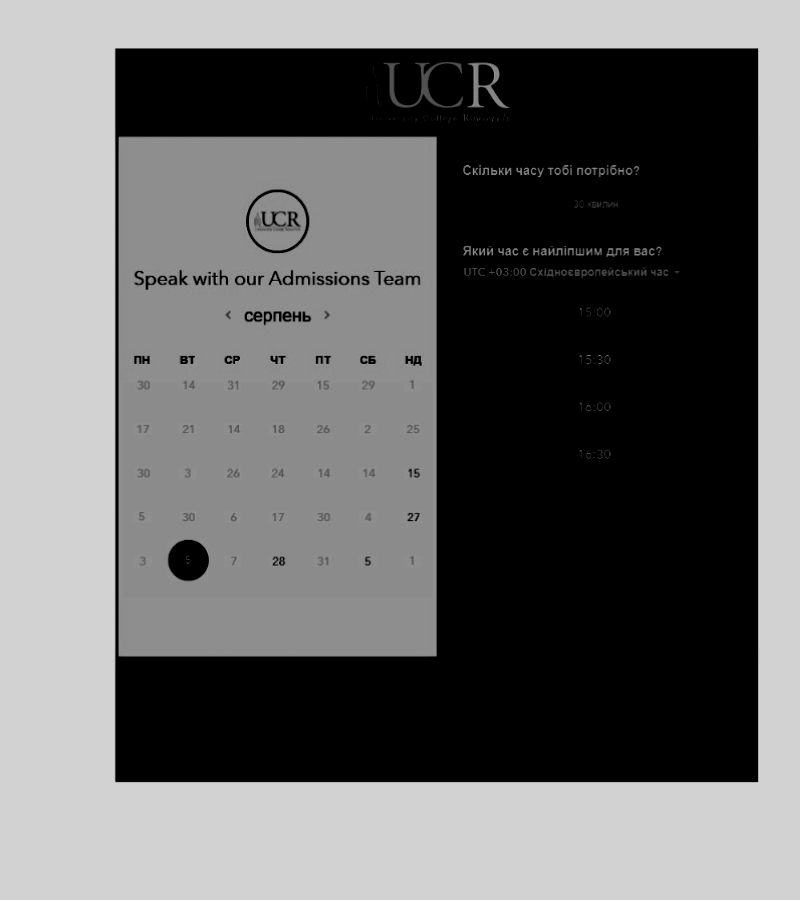 UCR
University College Roosevelt
UCR
Speak with our Admissions Team
серпень
ПН ВТ СР ЧТ ПТ СБ НД
30 14 31 29 15 29 1
17 21 14 18 26 2 25
30 3 26 24 14 14 15
5 30 6 17 30 4 27
3 5 7 28 31 5 1
Скільки часу тобі потрібно?
30 хвилин
Який час є найліпшим для вас?
UTC +03:00 Східноєвропейський час
15:00
15:30
16:00
16:30